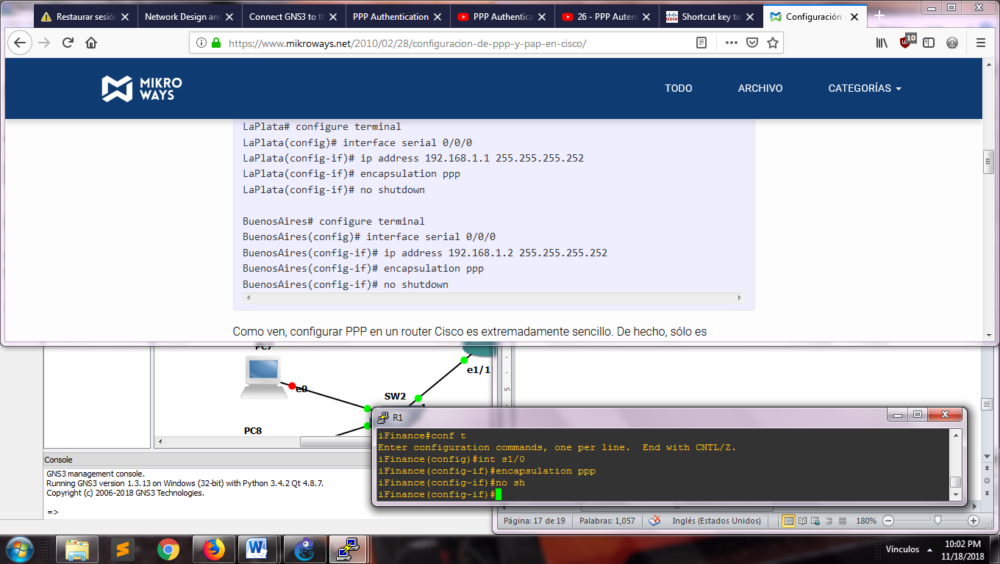 Restaurar sesión
Network Design and
Connect GNS3 to th
PPP Authentication
PPP Authentica
26 - PPP Autent
Shortcut key to
Configuración
https://www.mikroways.net/2010/02/28/configuracion-de-ppp-y-pap-en-cisco/
10
MIKRO
WAYS
TODO
ARCHIVO
CATEGORÍAS
LaPlata# configure terminal
LaPlata(config)# interface serial 0/0/0
LaPlata(config-if)# ip address 192.168.1.1 255.255.255.252
LaPlata(config-if)# encapsulation ppp
LaPlata(config-if)# no shutdown
BuenosAires# configure terminal
BuenosAires(config)# interface serial 0/0/0
BuenosAires(config-if)# ip address 192.168.1.2 255.255.255.252
BuenosAires(config-if)# encapsulation ppp
BuenosAires(config-if)# no shutdown
Como ven, configurar PPP en un router Cisco es extremadamente sencillo. De hecho, sólo es
PC7
e0
e1/1
SW2
1
PC8
5
R1
iFinance#conf t
Enter configuration commands, one per line.  End with CNTL/Z.
iFinance(config)#int s1/0
iFinance(config-if)#encapsulation ppp
iFinance(config-if)#no sh
iFinance(config-if)#
Console
GNS3 management console.
Running GNS3 version 1.3.13 on Windows (32-bit) with Python 3.4.2 Qt 4.8.7.
Copyright (c) 2006-2018 GNS3 Technologies.
=>
Página: 17 de 19
Palabras: 1,057
Inglés (Estados Unidos)
180%
Vínculos
10:02 PM
11/18/2018